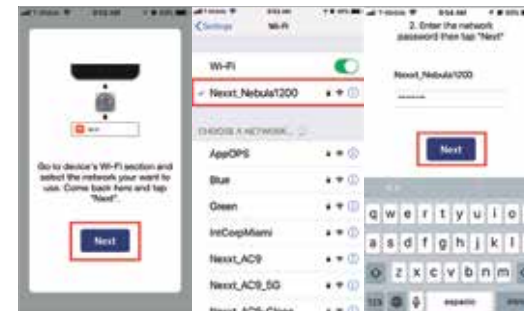 Go to device's Wi-Fi section and
select the network your want to
use. Come back here and tap
"Next".
Next
Settings
Wi-Fi
Wi-Fi
Nexxt_Nebula1200
CHOOSE A NETWORK...
AppOPS
Blue
Green
IntCorpMiami
Nexxt_AC9
Nexxt_AC9_5G
2. Enter the network
password then tap "Next"
Nexxt_Nebula1200
Next
q w e r t y u i o
a s d f g h j k l
z x c v b n m
123
espacio